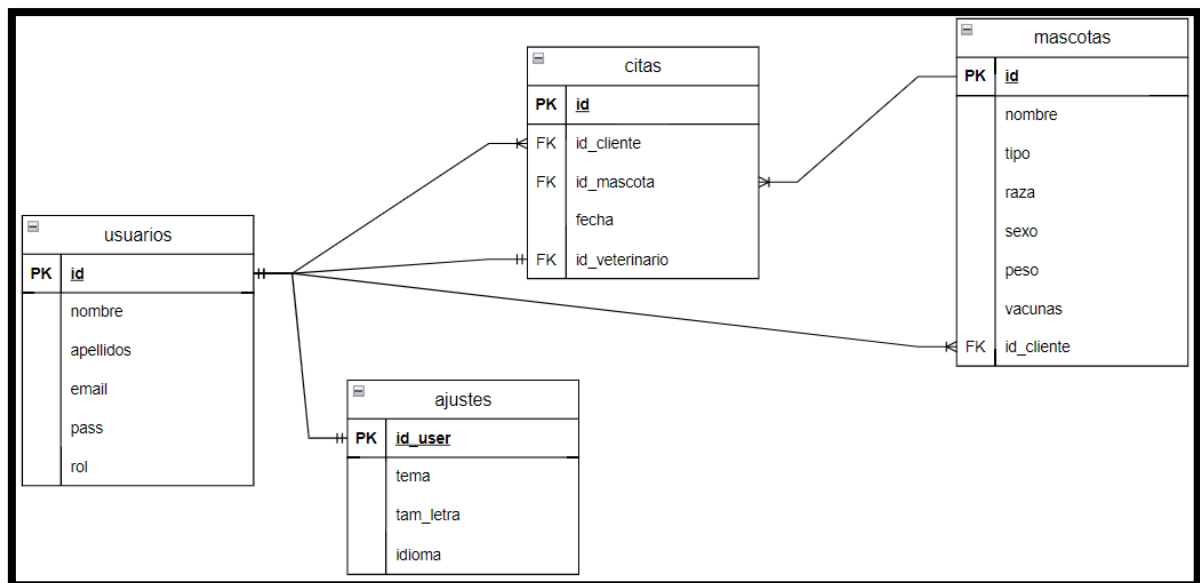 usuarios
PK id
nombre
apellidos
email
pass
rol
citas
PK id
FK id_cliente
FK id_mascota
fecha
FK id_veterinario
ajustes
PK id_user
tema
tam_letra
idioma
mascotas
PK id
nombre
tipo
raza
sexo
peso
vacunas
FK id_cliente